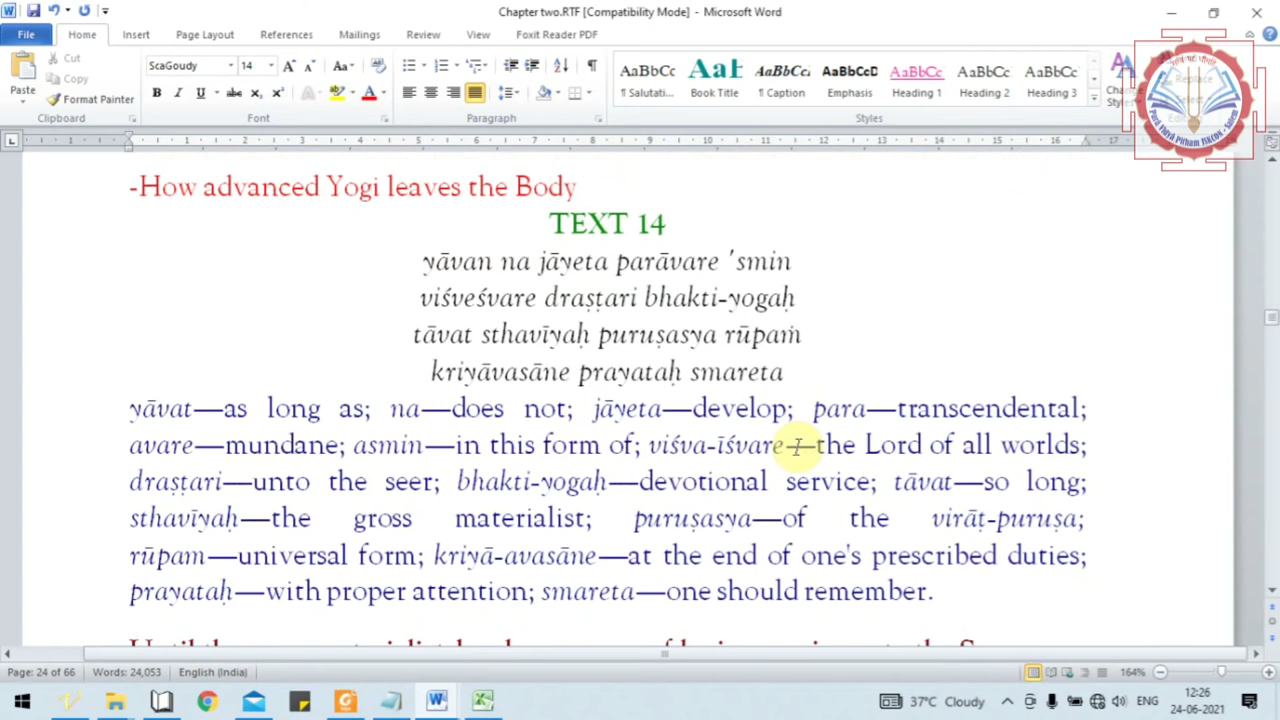 Chapter two.RTF [Compatibility Mode] - Microsoft Word
File Home Insert Page Layout References Mailings Review View Foxit Reader PDF
Paste
Cut
Copy
Format Painter
Clipboard
ScaGoudy 14
Font
Paragraph
AaBbCc ¶ Salutati...
Aab Book Title
AaBbCc ¶ Caption
AaBbCcD Emphasis
AaBbCc ¶ Heading 1
AaBbCc ¶ Heading 2
AaBbCc ¶ Heading 3
Styles
Replace
Para Vidya Pitham ISKCON - Salem
-How advanced Yogi leaves the Body
TEXT 14
yāvan na jāyeta parāvare 'smin
viśveśvare draṣṭari bhakti-yogaḥ
tāvat sthavīyaḥ puruṣasya rūpaṁ
kriyāvasāne prayataḥ smareta
yāvat—as long as; na—does not; jāyeta—develop; para—transcendental;
avare—mundane; asmin—in this form of; viśva-īśvare—the Lord of all worlds;
draṣṭari—unto the seer; bhakti-yogaḥ—devotional service; tāvat—so long;
sthavīyaḥ—the gross materialist; puruṣasya—of the virāṭ-puruṣa;
rūpam—universal form; kriyā-avasāne—at the end of one's prescribed duties;
prayataḥ—with proper attention; smareta—one should remember.
Page: 24 of 66 Words: 24,053 English (India) 164%
37°C Cloudy ENG 12:26
24-06-2021